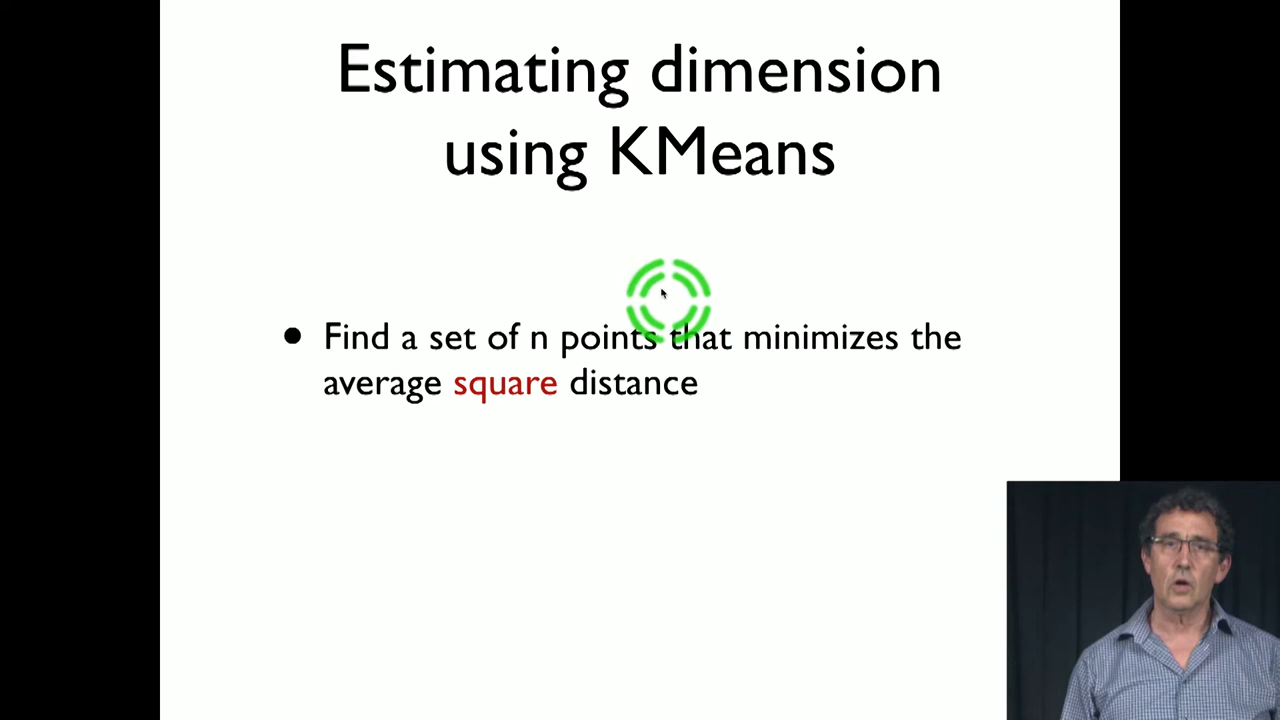 Estimating dimension
using KMeans
• Find a set of n points that minimizes the
average square distance